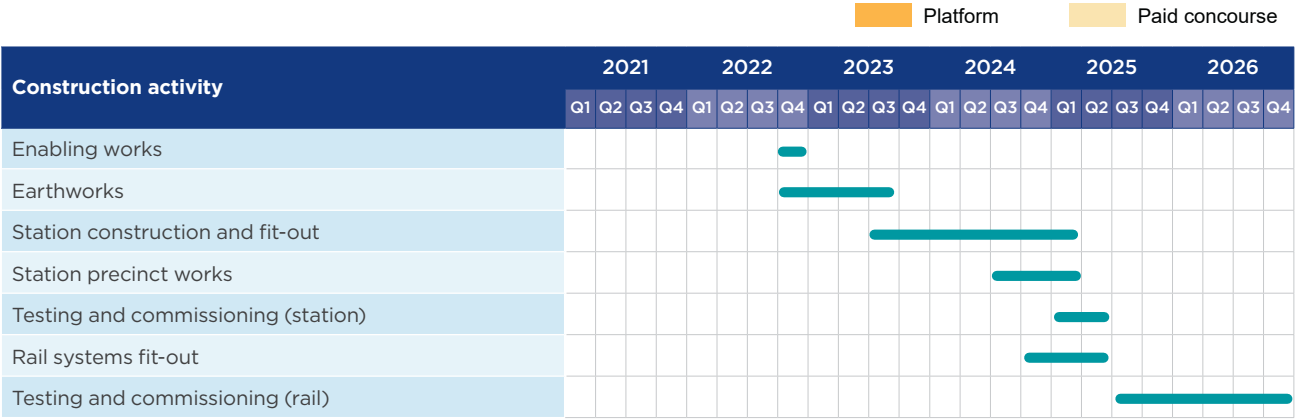 Platform Paid concourse
Construction activity 2021 2022 2023 2024 2025 2026
Q1 Q2 Q3 Q4 Q1 Q2 Q3 Q4 Q1 Q2 Q3 Q4 Q1 Q2 Q3 Q4 Q1 Q2 Q3 Q4 Q1 Q2 Q3 Q4
Enabling works
Earthworks
Station construction and fit-out
Station precinct works
Testing and commissioning (station)
Rail systems fit-out
Testing and commissioning (rail)